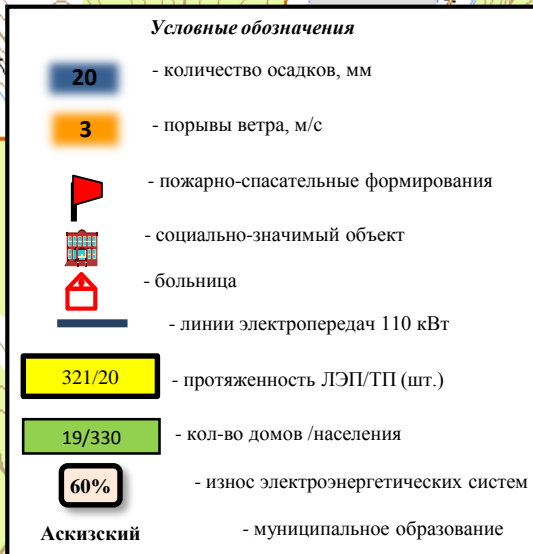 Условные обозначения
20 - количество осадков, мм
3 - порывы ветра, м/с
- пожарно-спасательные формирования
- социально-значимый объект
- больница
- линии электропередач 110 кВт
321/20 - протяженность ЛЭП/ТП (шт.)
19/330 - кол-во домов /населения
60% - износ электроэнергетических систем
Аскизский - муниципальное образование